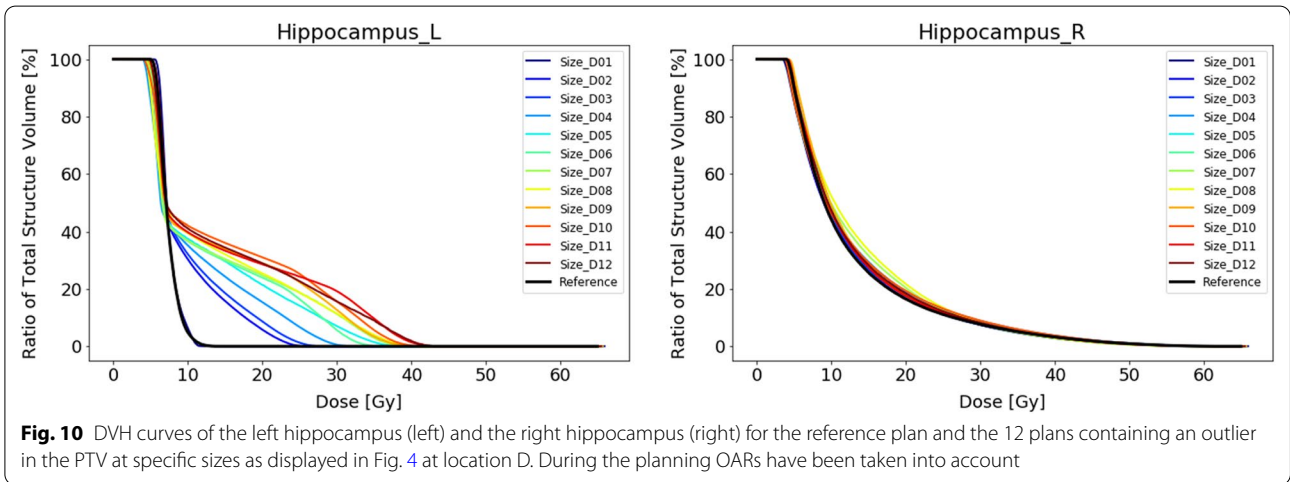 Hippocampus_L
Ratio of Total Structure Volume [%]
100
80
60
40
20
0
0 10 20 30 40 50 60
Dose [Gy]
Size_D01
Size_D02
Size_D03
Size_D04
Size_D05
Size_D06
Size_D07
Size_D08
Size_D09
Size_D10
Size_D11
Size_D12
Reference
Hippocampus_R
Ratio of Total Structure Volume [%]
100
80
60
40
20
0
0 10 20 30 40 50 60
Dose [Gy]
Size_D01
Size_D02
Size_D03
Size_D04
Size_D05
Size_D06
Size_D07
Size_D08
Size_D09
Size_D10
Size_D11
Size_D12
Reference
Fig. 10 DVH curves of the left hippocampus (left) and the right hippocampus (right) for the reference plan and the 12 plans containing an outlier
in the PTV at specific sizes as displayed in Fig. 4 at location D. During the planning OARs have been taken into account